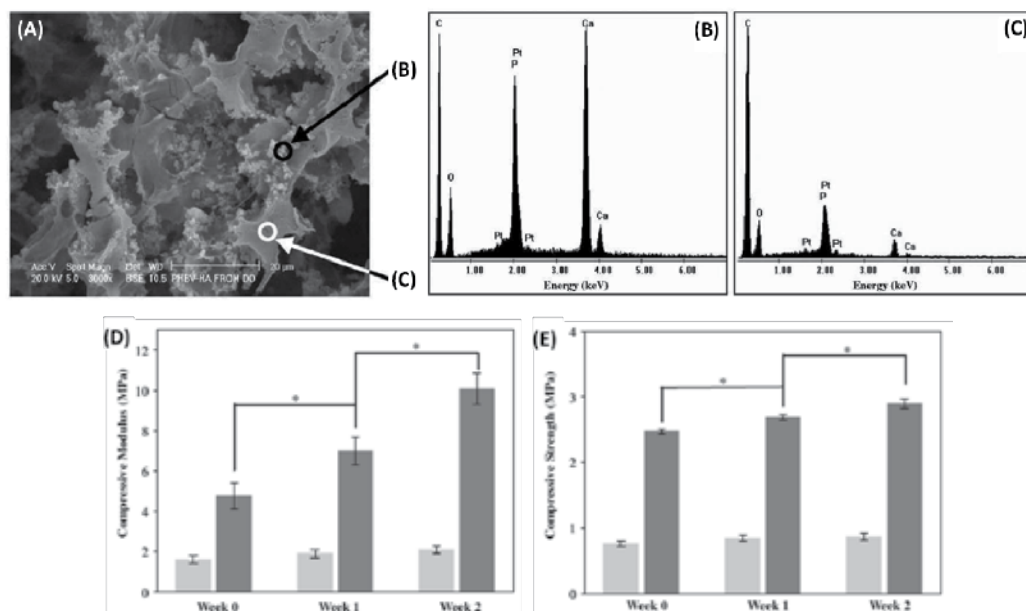 (A)
(B)
(C)
Acc.V Spot Magn Det WD 20 µm
20.0 kV 5.0 3000x BSE 10.5 PHBV-HA FROM DO
C
O
Pt
Pt
P
Pt
Ca
Ca
(B)
1.00 2.00 3.00 4.00 5.00 6.00
Energy (keV)
C
O
Pt
Pt
P
Pt
Ca
Ca
(C)
1.00 2.00 3.00 4.00 5.00 6.00
Energy (keV)
(D)
Compressive Modulus (MPa)
12
10
8
6
4
2
0
*
*
Week 0 Week 1 Week 2
(E)
Compressive Strength (MPa)
4
3
2
1
0
*
*
Week 0 Week 1 Week 2